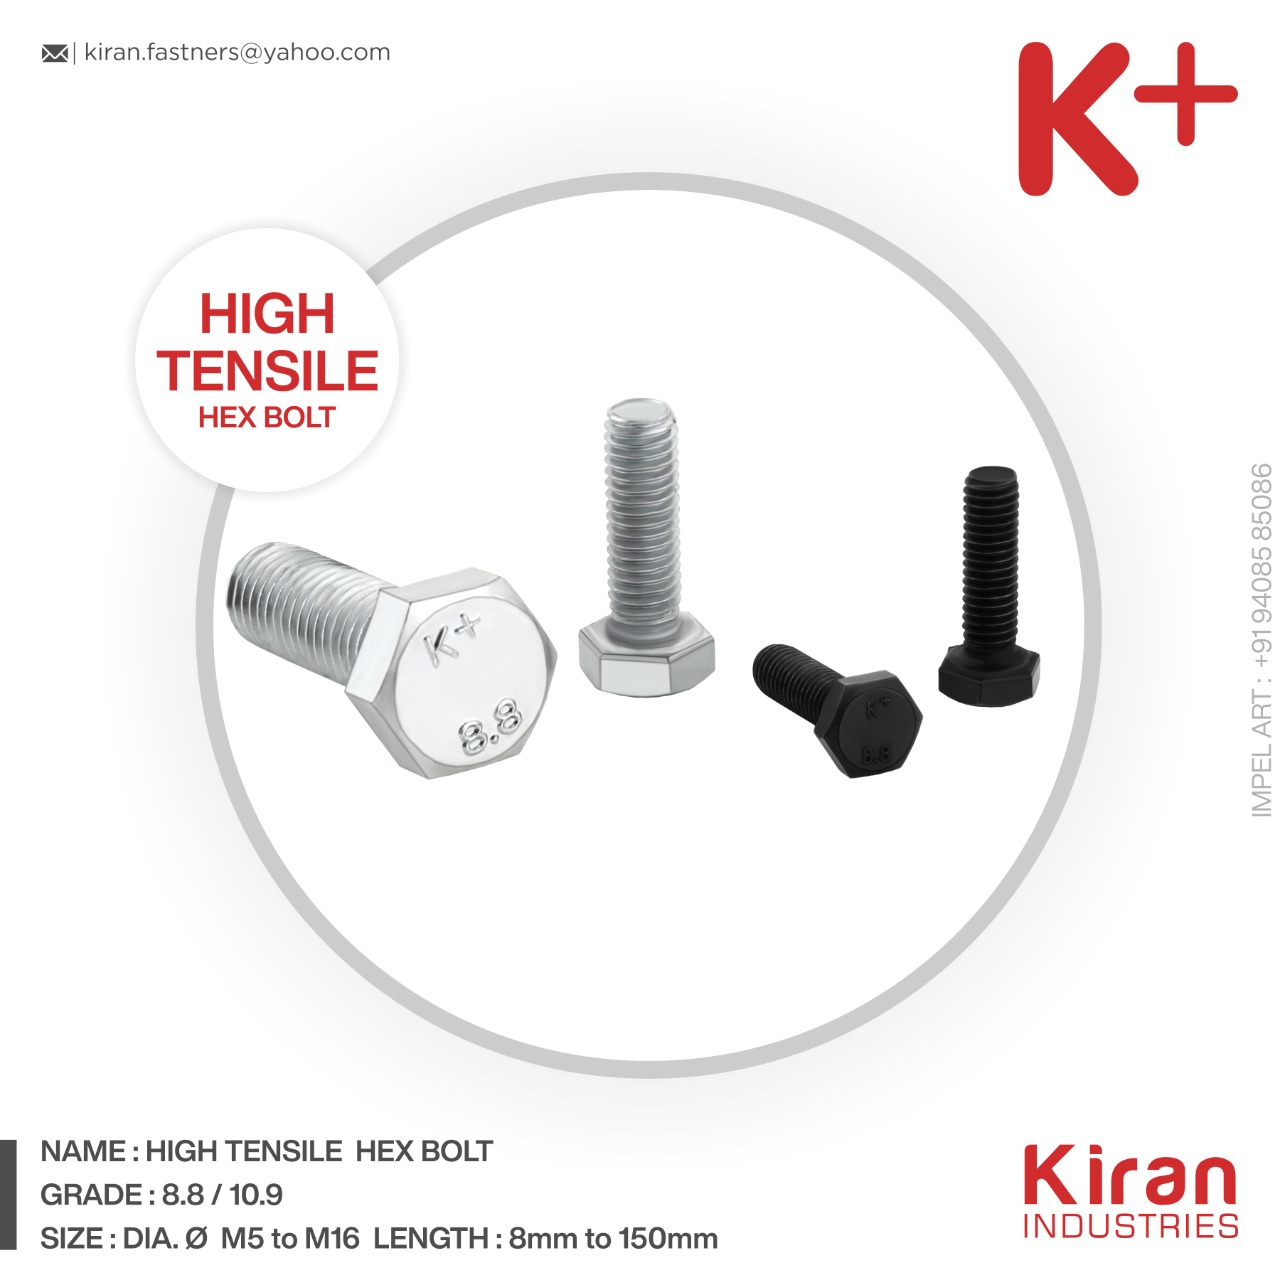 kiran.fastners@yahoo.com
K+
HIGH
TENSILE
HEX BOLT
K+
8.8
K+
8.8
IMPEL ART : +91 94085 85086
NAME : HIGH TENSILE HEX BOLT
GRADE : 8.8 / 10.9
SIZE : DIA. Ø M5 to M16 LENGTH : 8mm to 150mm
Kiran
INDUSTRIES